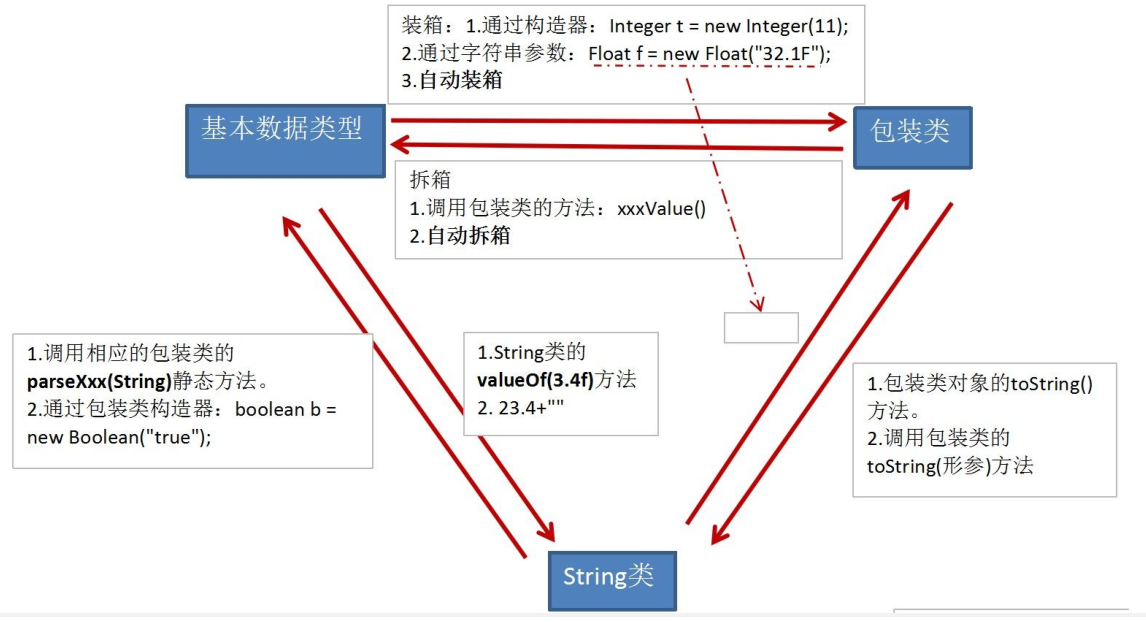 装箱：1.通过构造器：Integer t = new Integer(11);
2.通过字符串参数：Float f = new Float("32.1F");
3.自动装箱
基本数据类型
包装类
拆箱
1.调用包装类的方法：xxxValue()
2.自动拆箱
1.调用相应的包装类的
parseXxx(String)静态方法。
2.通过包装类构造器：boolean b =
new Boolean("true");
1.String类的
valueOf(3.4f)方法
2. 23.4+""
1.包装类对象的toString()
方法。
2.调用包装类的
toString(形参)方法
String类